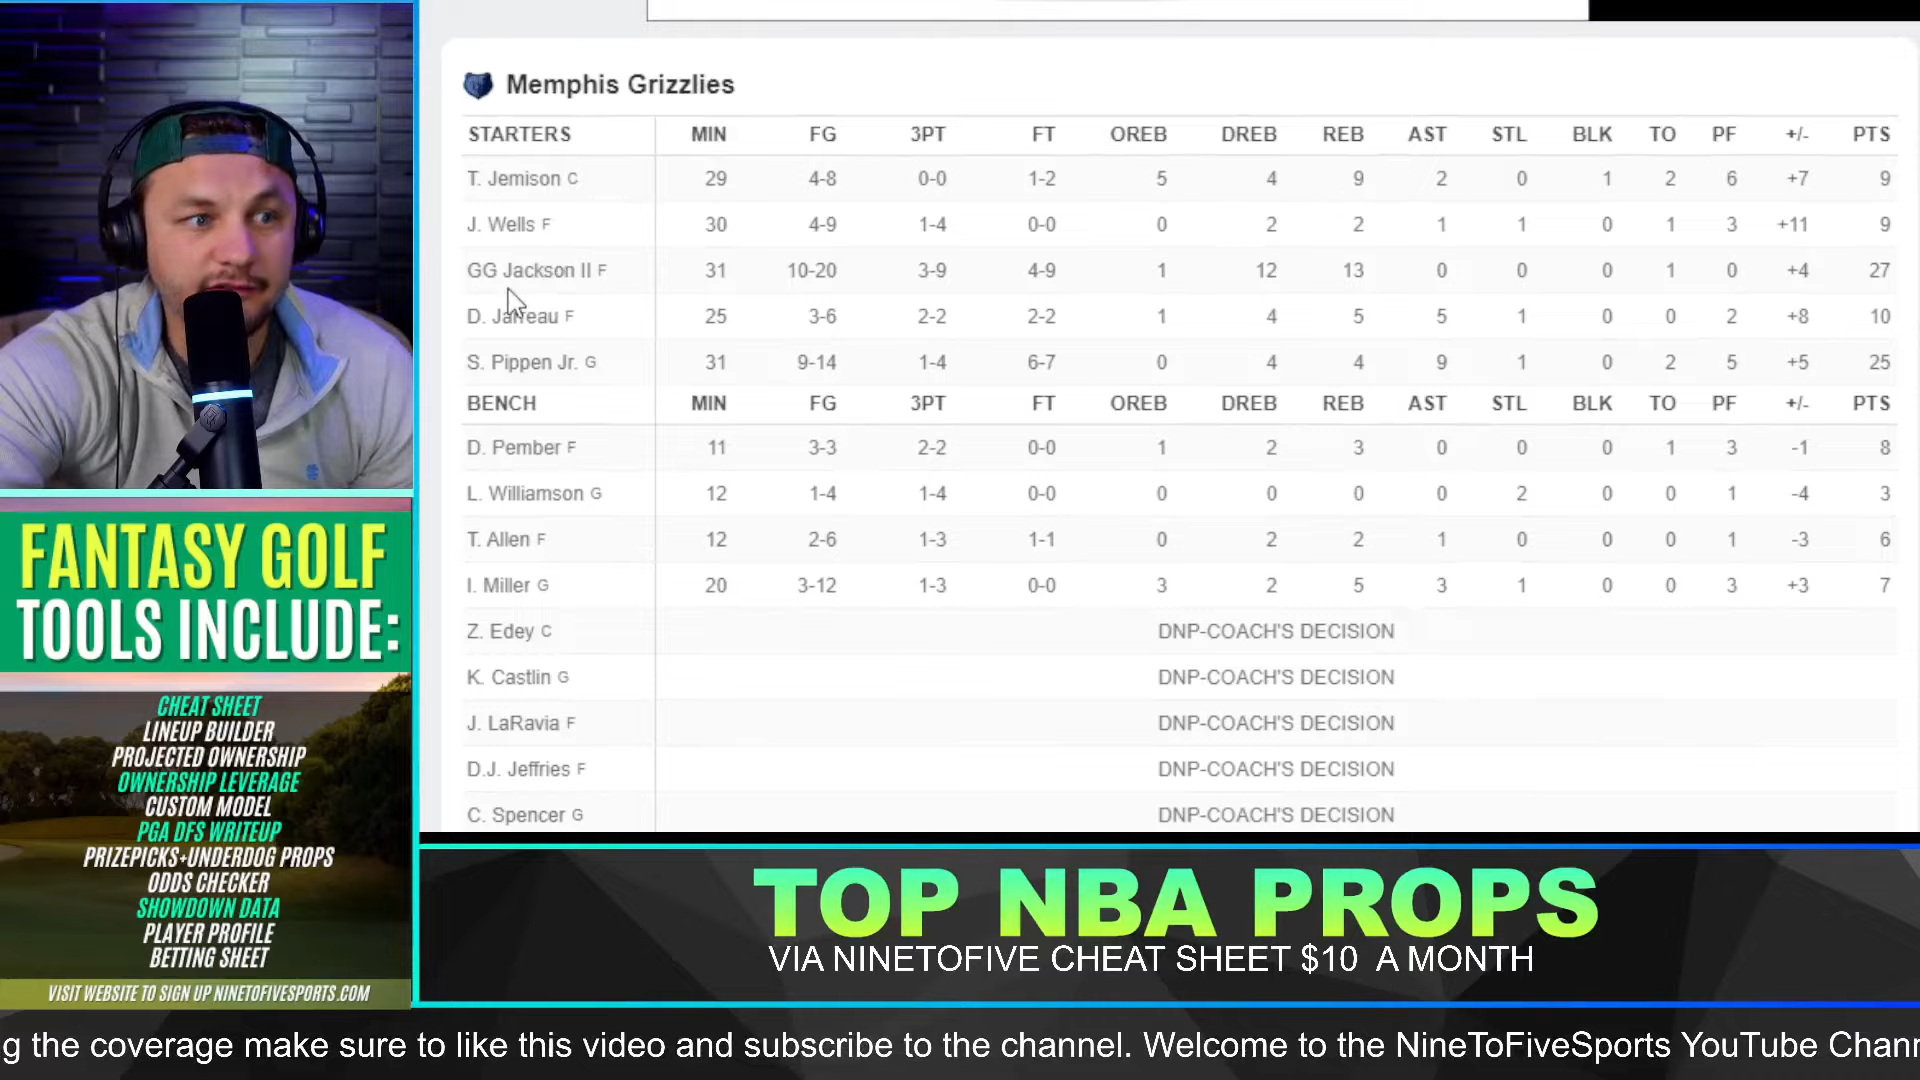 Memphis Grizzlies
STARTERS MIN FG 3PT FT OREB DREB REB AST STL BLK TO PF +/- PTS
T. Jemison C 29 4-8 0-0 1-2 5 4 9 2 0 1 2 6 +7 9
J. Wells F 30 4-9 1-4 0-0 0 2 2 1 1 0 1 3 +11 9
GG Jackson II F 31 10-20 3-9 4-9 1 12 13 0 0 0 1 0 +4 27
D. Jarreau F 25 3-6 2-2 2-2 1 4 5 5 1 0 0 2 +8 10
S. Pippen Jr. G 31 9-14 1-4 6-7 0 4 4 9 1 0 2 5 +5 25
BENCH MIN FG 3PT FT OREB DREB REB AST STL BLK TO PF +/- PTS
D. Pember F 11 3-3 2-2 0-0 1 2 3 0 0 0 1 3 -1 8
L. Williamson G 12 1-4 1-4 0-0 0 0 0 0 2 0 0 1 -4 3
T. Allen F 12 2-6 1-3 1-1 0 2 2 1 0 0 0 1 -3 6
I. Miller G 20 3-12 1-3 0-0 3 2 5 3 1 0 0 3 +3 7
Z. Edey C DNP-COACH'S DECISION
K. Castlin G DNP-COACH'S DECISION
J. LaRavia F DNP-COACH'S DECISION
D.J. Jeffries F DNP-COACH'S DECISION
C. Spencer G DNP-COACH'S DECISION
FANTASY GOLF
TOOLS INCLUDE:
CHEAT SHEET
LINEUP BUILDER
PROJECTED OWNERSHIP
OWNERSHIP LEVERAGE
CUSTOM MODEL
PGA DFS WRITEUP
PRIZEPICKS+UNDERDOG PROPS
ODDS CHECKER
SHOWDOWN DATA
PLAYER PROFILE
BETTING SHEET
VISIT WEBSITE TO SIGN UP NINETOFIVESPORTS.COM
TOP NBA PROPS
VIA NINETOFIVE CHEAT SHEET $10 A MONTH
g the coverage make sure to like this video and subscribe to the channel. Welcome to the NineToFiveSports YouTube Chann